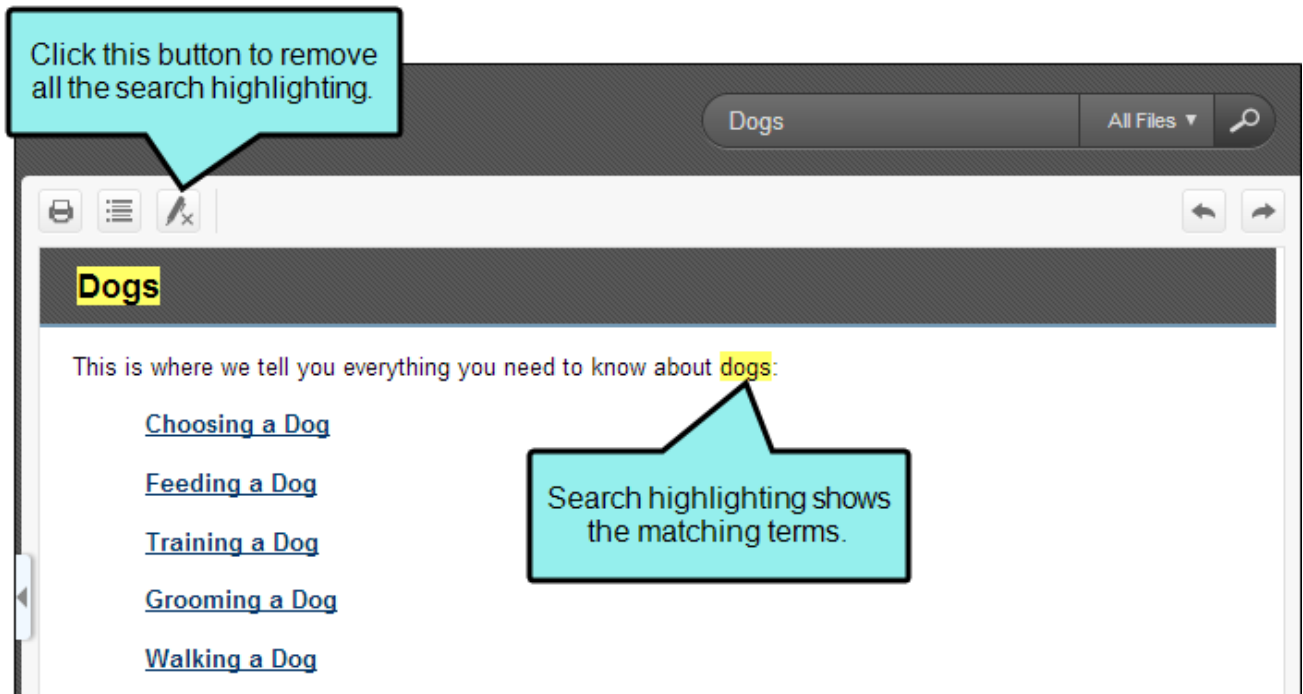 Click this button to remove
all the search highlighting.
Dogs
All Files
Dogs
This is where we tell you everything you need to know about dogs:
Choosing a Dog
Feeding a Dog
Search highlighting shows
the matching terms.
Training a Dog
Grooming a Dog
Walking a Dog